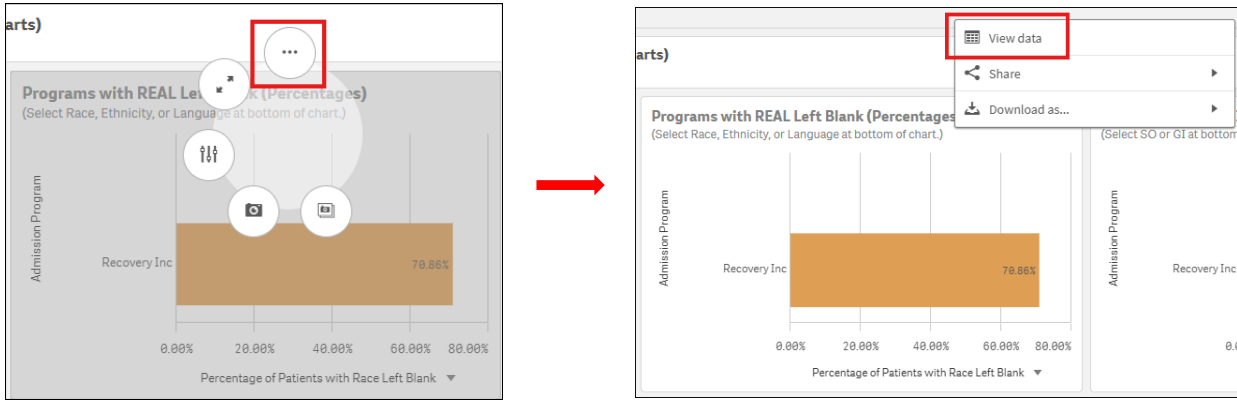 arts)
Programs with REAL Left Blank (Percentages)
(Select Race, Ethnicity, or Language at bottom of chart.)
Admission Program
Recovery Inc
70.86%
0.00% 20.00% 40.00% 60.00% 80.00%
Percentage of Patients with Race Left Blank
View data
Share
Download as...
arts)
Programs with REAL Left Blank (Percentages
(Select Race, Ethnicity, or Language at bottom of chart.)
Admission Program
Recovery Inc
70.86%
0.00% 20.00% 40.00% 60.00% 80.00%
Percentage of Patients with Race Left Blank
(Select SO or GI at bottom
Admission Program
Recovery Inc